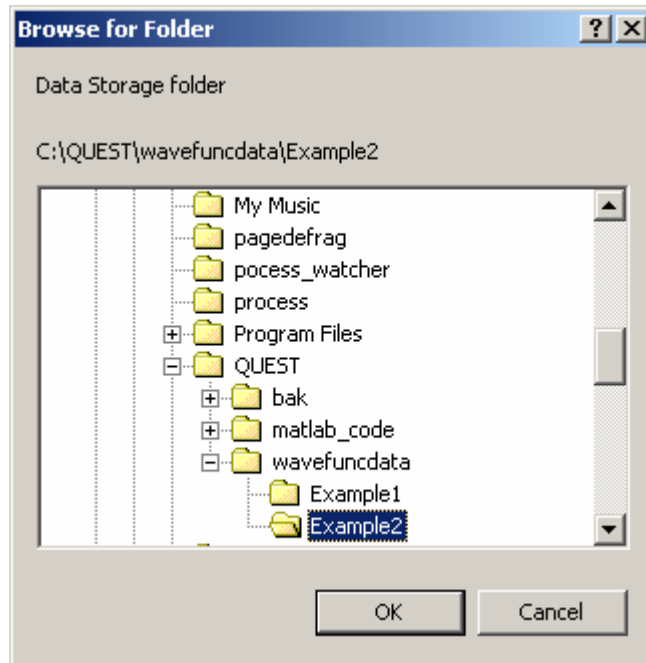 Browse for Folder
Data Storage folder
C:\QUEST\wavefuncdata\Example2
My Music
pagedefrag
pocess_watcher
process
Program Files
QUEST
bak
matlab_code
wavefuncdata
Example1
Example2
OK Cancel